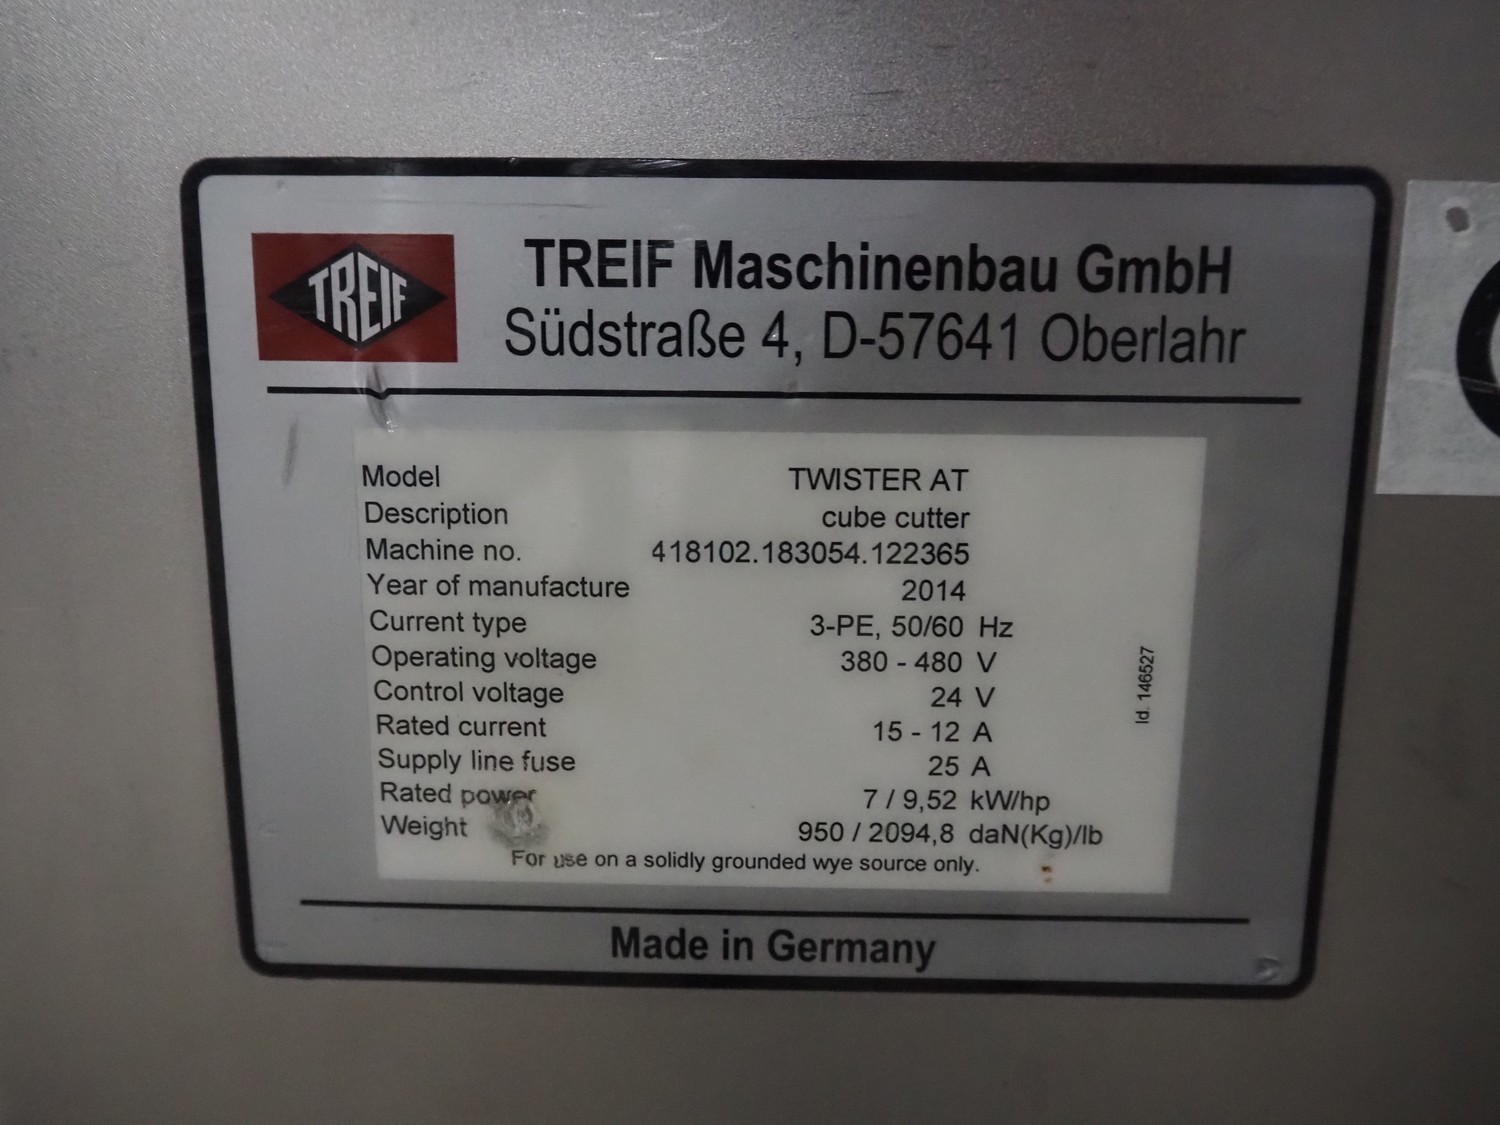 TREIF
TREIF Maschinenbau GmbH
Südstraße 4, D-57641 Oberlahr
Model TWISTER AT
Description cube cutter
Machine no. 418102.183054.122365
Year of manufacture 2014
Current type 3-PE, 50/60 Hz
Operating voltage 380 - 480 V
Control voltage 24 V
Rated current 15 - 12 A
Supply line fuse 25 A
Rated power 7 / 9,52 kW/hp
Weight 950 / 2094,8 daN(Kg)/lb
For use on a solidly grounded wye source only.
Id. 146527
Made in Germany